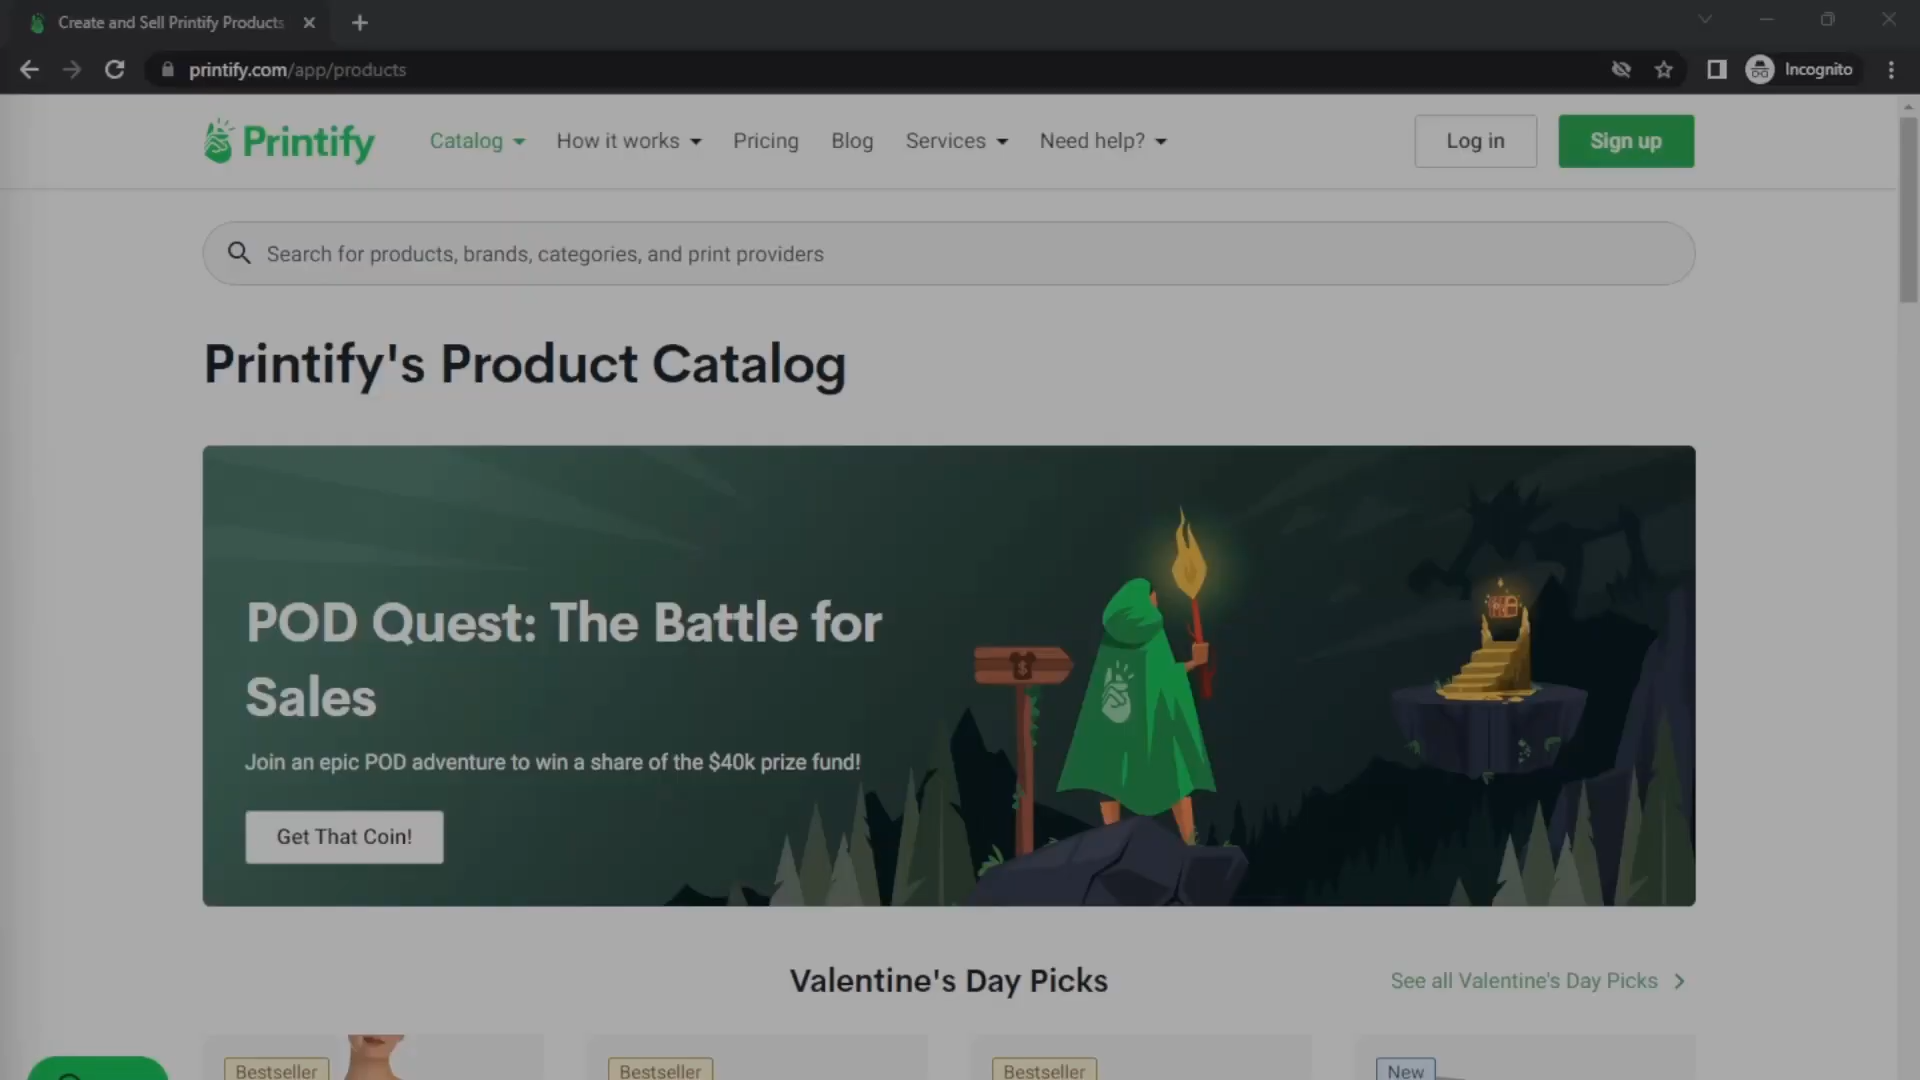 Create and Sell Printify Products
printify.com/app/products
Incognito
Printify
Catalog
How it works
Pricing
Blog
Services
Need help?
Log in
Sign up
Search for products, brands, categories, and print providers
Printify's Product Catalog
POD Quest: The Battle for
Sales
Join an epic POD adventure to win a share of the $40k prize fund!
Get That Coin!
$
Valentine's Day Picks
See all Valentine's Day Picks
Bestseller
Bestseller
Bestseller
New